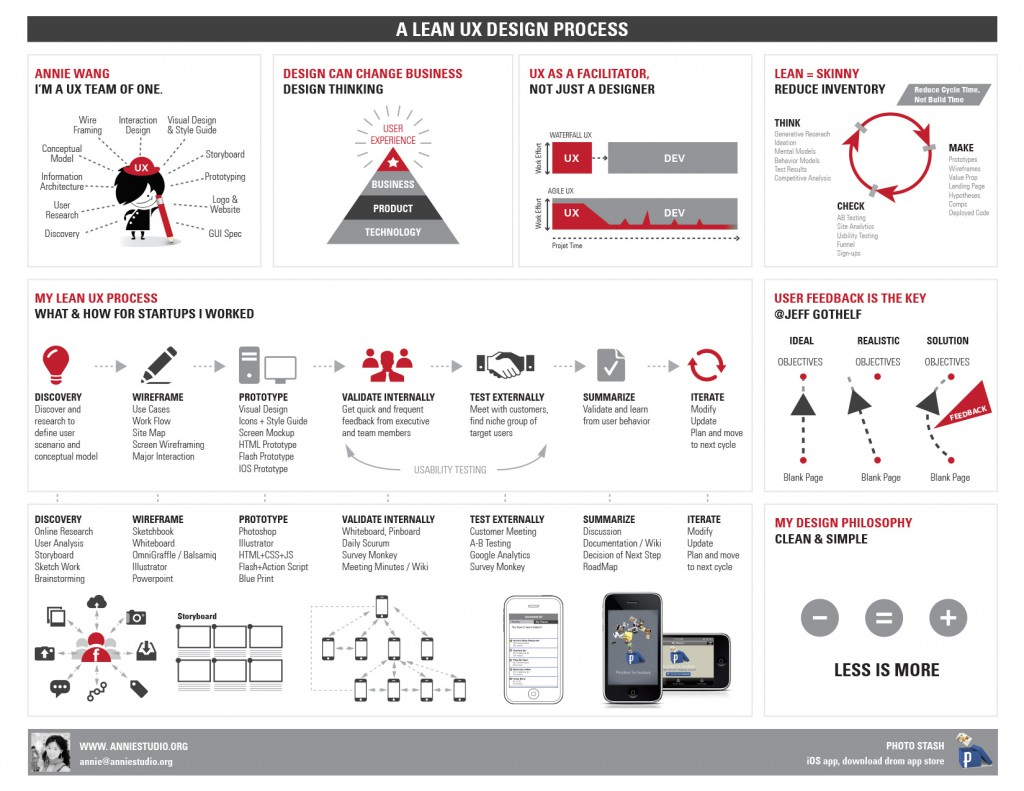 A LEAN UX DESIGN PROCESS
ANNIE WANG
I'M A UX TEAM OF ONE.
Wire
Framing
Interaction
Design
Visual Design
& Style Guide
Conceptual
Model
Storyboard
Information
Architecture
Prototyping
User
Research
Logo &
Website
Discovery
GUI Spec
UX
DESIGN CAN CHANGE BUSINESS
DESIGN THINKING
USER
EXPERIENCE
BUSINESS
PRODUCT
TECHNOLOGY
UX AS A FACILITATOR,
NOT JUST A DESIGNER
WATERFALL UX
Work Effort
UX
DEV
AGILE UX
Work Effort
UX
DEV
Projet Time
LEAN = SKINNY
REDUCE INVENTORY
Reduce Cycle Time,
Not Build Time
THINK
Generative Research
Ideation
Mental Models
Behavior Models
Test Results
Competitive Analysis
MAKE
Prototypes
Wireframes
Value Prop
Landing Page
Hypotheses
Comps
Deployed Code
CHECK
AB Testing
Site Analytics
Usbility Testing
Funnel
Sign-ups
MY LEAN UX PROCESS
WHAT & HOW FOR STARTUPS I WORKED
DISCOVERY
Discover and
research to
define user
scenario and
conceptual model
WIREFRAME
Use Cases
Work Flow
Site Map
Screen Wireframing
Major Interaction
PROTOTYPE
Visual Design
Icons + Style Guide
Screen Mockup
HTML Prototype
Flash Prototype
IOS Prototype
VALIDATE INTERNALLY
Get quick and frequent
feedback from executive
and team members
TEST EXTERNALLY
Meet with customers,
find niche group of
target users
USABILITY TESTING
SUMMARIZE
Validate and learn
from user behavior
ITERATE
Modify
Update
Plan and move
to next cycle
USER FEEDBACK IS THE KEY
@JEFF GOTHELF
IDEAL
OBJECTIVES
Blank Page
REALISTIC
OBJECTIVES
Blank Page
SOLUTION
OBJECTIVES
FEEDBACK
Blank Page
DISCOVERY
Online Research
User Analysis
Storyboard
Sketch Work
Brainstorming
WIREFRAME
Sketchbook
Whiteboard
OmniGraffle / Balsamiq
Illustrator
Powerpoint
PROTOTYPE
Photoshop
Illustrator
HTML+CSS+JS
Flash+Action Script
Blue Print
VALIDATE INTERNALLY
Whiteboard, Pinboard
Daily Scurum
Survey Monkey
Meeting Minutes / Wiki
TEST EXTERNALLY
Customer Meeting
A-B Testing
Google Analytics
Survey Monkey
SUMMARIZE
Discussion
Documentation / Wiki
Decision of Next Step
RoadMap
ITERATE
Modify
Update
Plan and move
to next cycle
f
Storyboard
MY DESIGN PHILOSOPHY
CLEAN & SIMPLE
− = +
LESS IS MORE
WWW. ANNIESTUDIO.ORG
annie@anniestudio.org
PHOTO STASH
iOS app, download drom app store
p